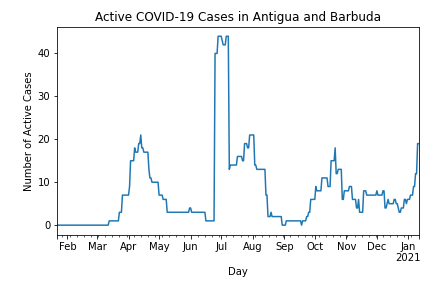 Active COVID-19 Cases in Antigua and Barbuda
Number of Active Cases
40
30
20
10
0
Feb Mar Apr May Jun Jul Aug Sep Oct Nov Dec Jan
2021
Day